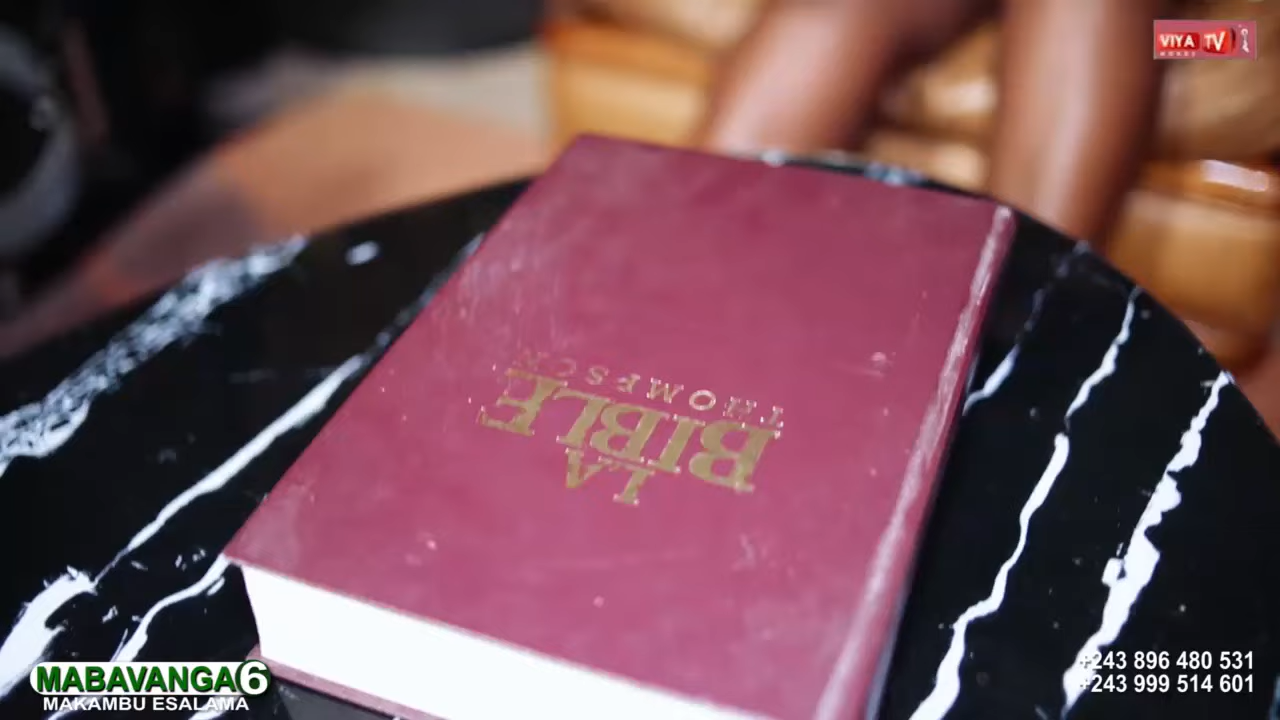 VIYA TV
LA
BIBLE
THOMPSON
MABAVANGA6
MAKAMBU ESALAMA
+243 896 480 531
+243 999 514 601